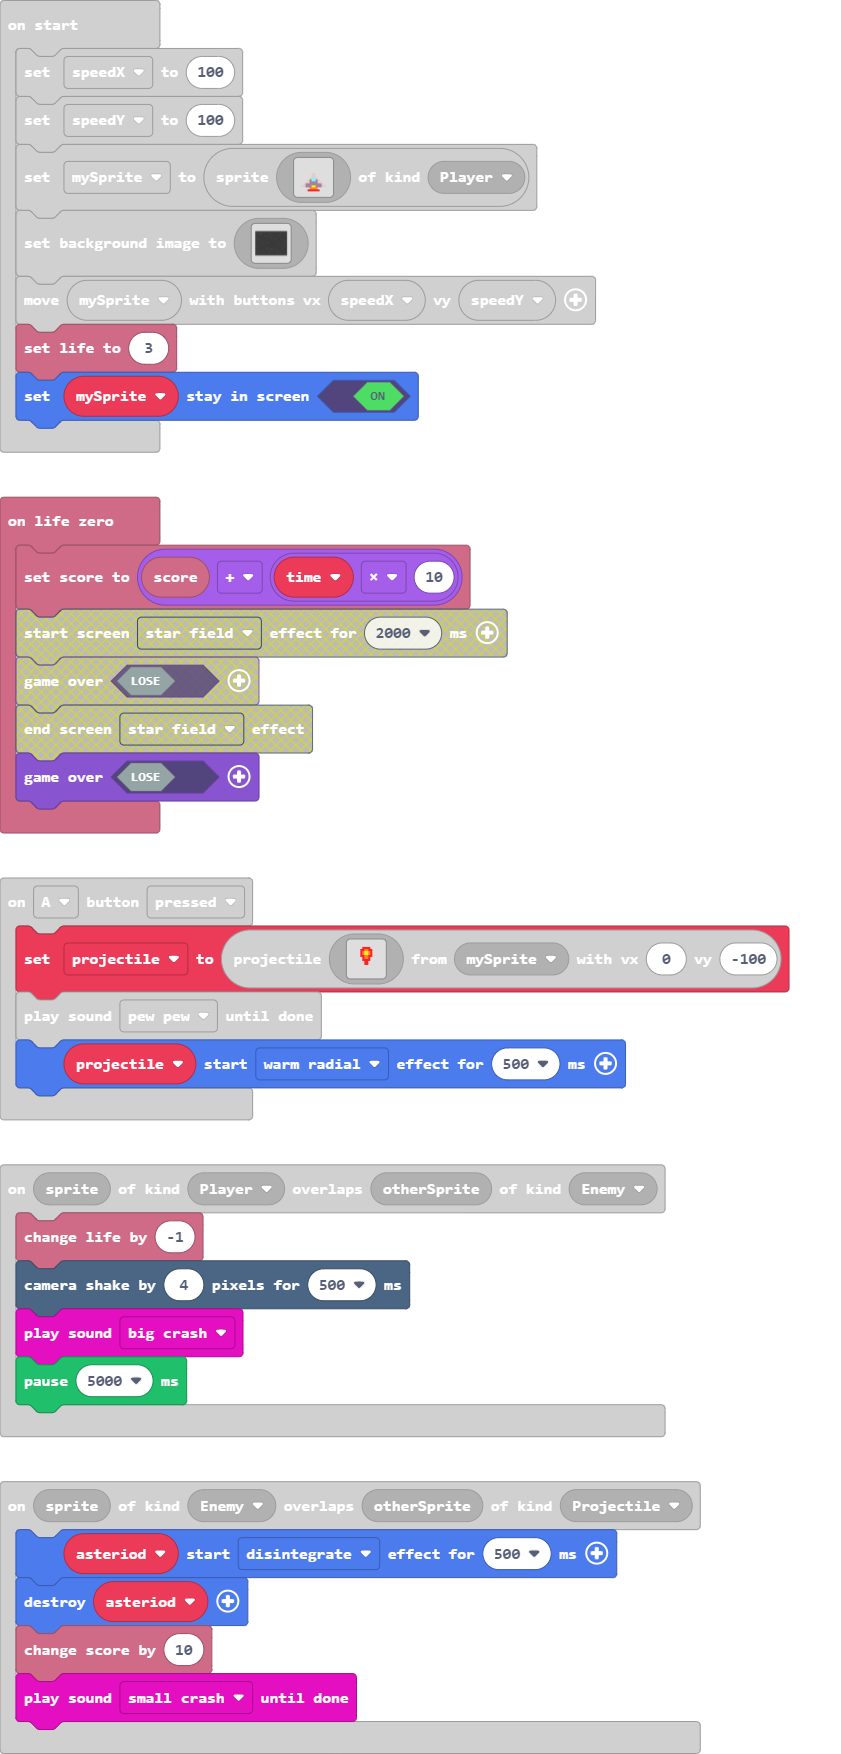 on start
set speedX to 100
set speedY to 100
set mySprite to sprite of kind Player
set background image to
move mySprite with buttons vx speedX vy speedY
set life to 3
set mySprite stay in screen ON
on life zero
set score to score + time × 10
start screen star field effect for 2000 ms
game over LOSE
end screen star field effect
game over LOSE
on A button pressed
set projectile to projectile from mySprite with vx 0 vy -100
play sound pew pew until done
projectile start warm radial effect for 500 ms
on sprite of kind Player overlaps otherSprite of kind Enemy
change life by -1
camera shake by 4 pixels for 500 ms
play sound big crash
pause 5000 ms
on sprite of kind Enemy overlaps otherSprite of kind Projectile
asteriod start disintegrate effect for 500 ms
destroy asteriod
change score by 10
play sound small crash until done